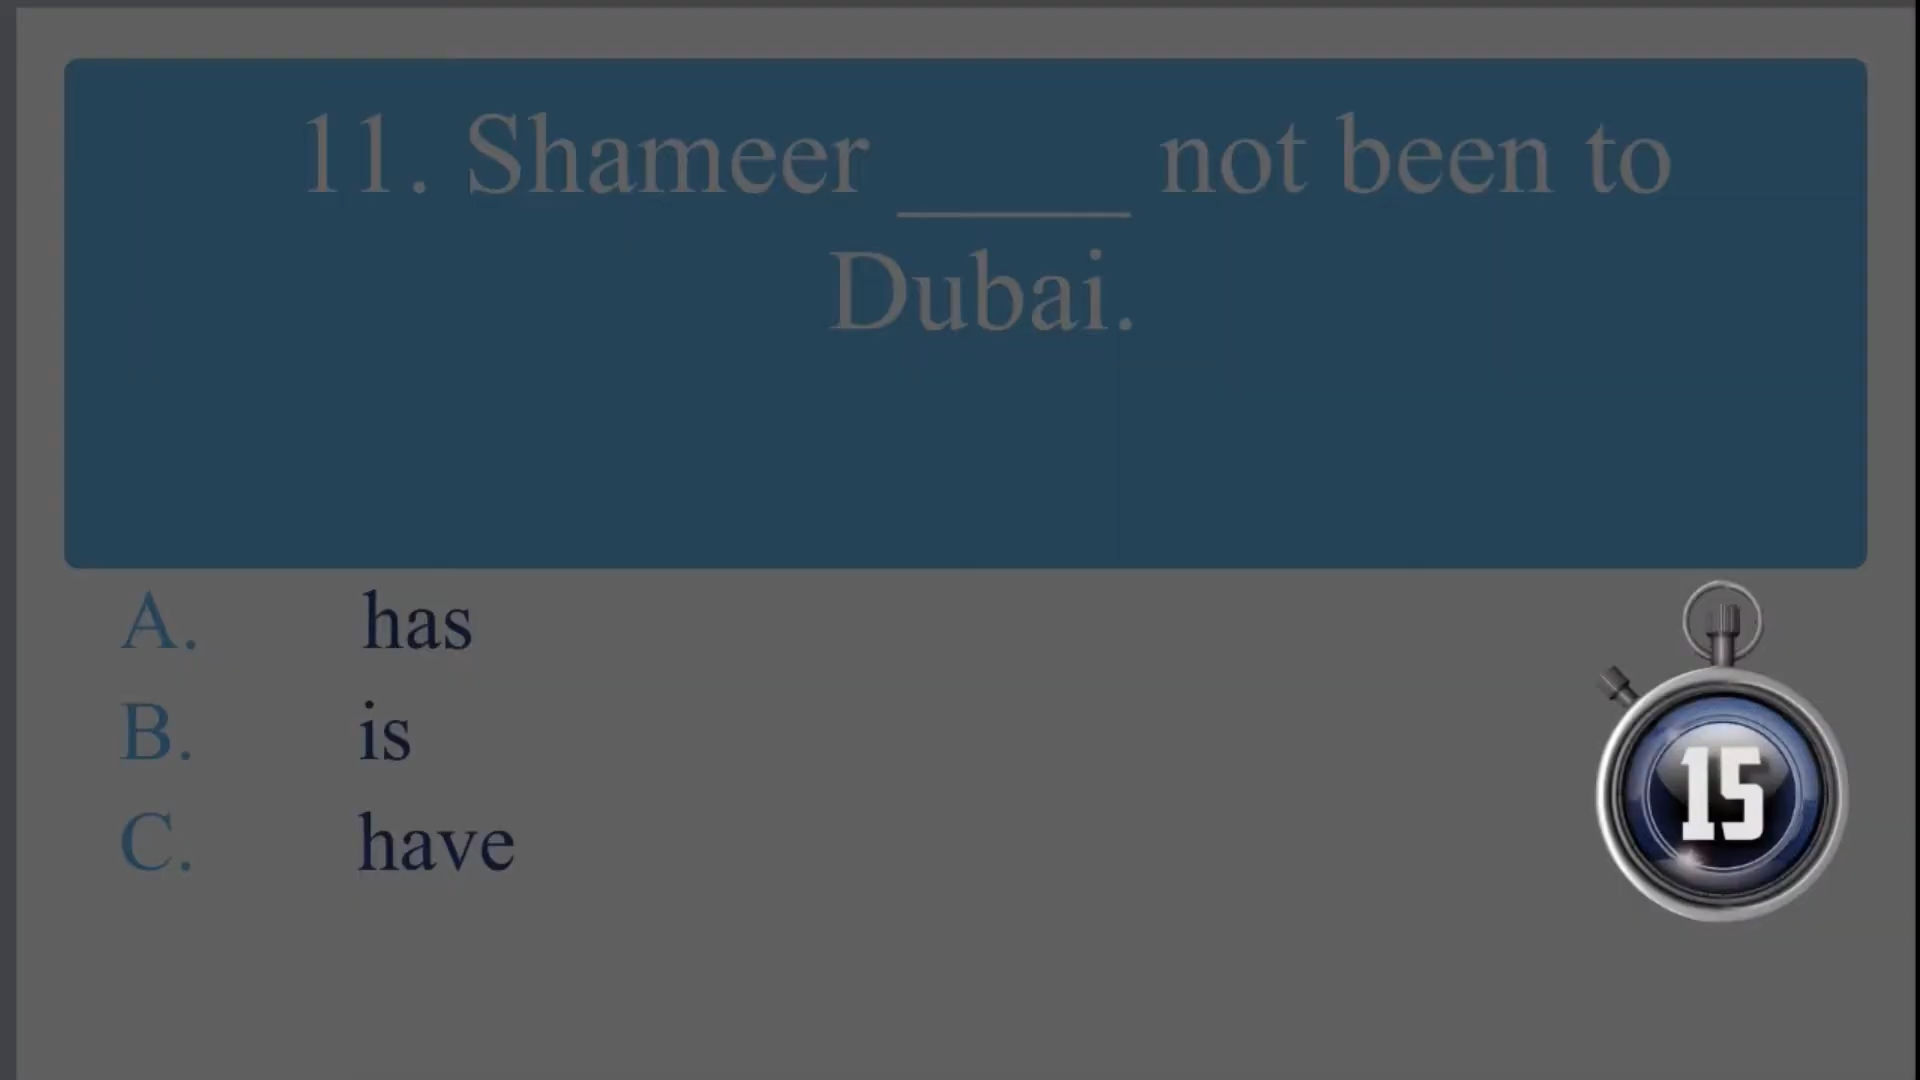 11. Shameer _____ not been to
Dubai.
A. has
B. is
C. have
15